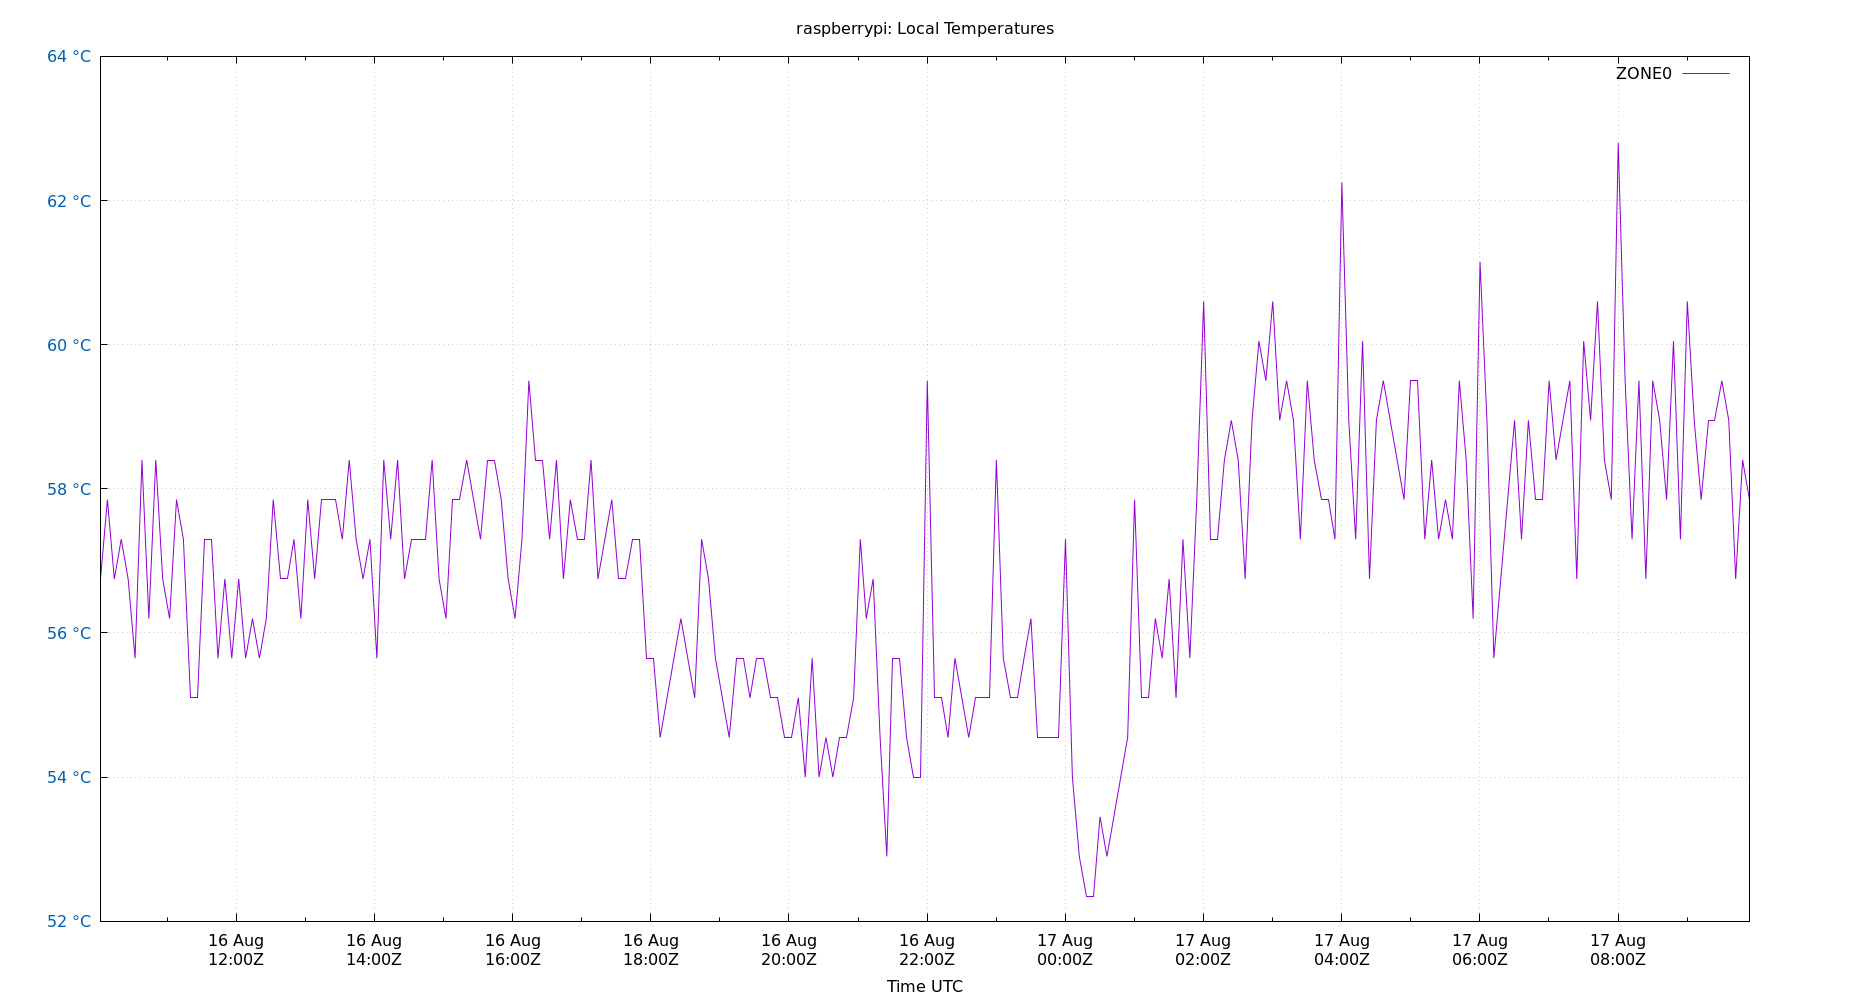 raspberrypi: Local Temperatures
64 °C
ZONE0
62 °C
60 °C
58 °C
56 °C
54 °C
52 °C
16 Aug 16 Aug 16 Aug 16 Aug 16 Aug 16 Aug 17 Aug 17 Aug 17 Aug 17 Aug 17 Aug
12:00Z 14:00Z 16:00Z 18:00Z 20:00Z 22:00Z 00:00Z 02:00Z 04:00Z 06:00Z 08:00Z
Time UTC